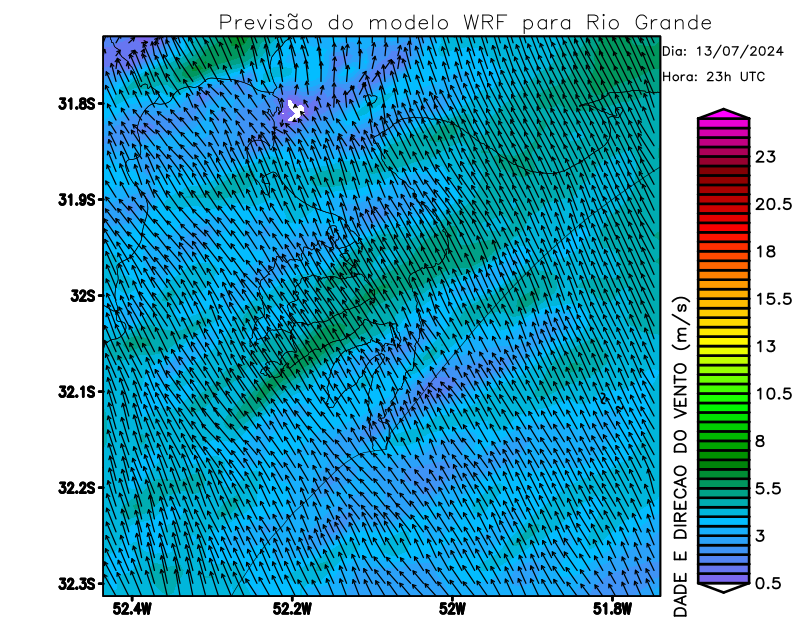 Previsão do modelo WRF para Rio Grande
Dia: 13/07/2024
Hora: 23h UTC
31.8S
31.9S
32S
32.1S
32.2S
32.3S
52.4W
52.2W
52W
51.8W
23
20.5
18
15.5
13
10.5
8
5.5
3
0.5
DADE E DIRECAO DO VENTO (m/s)